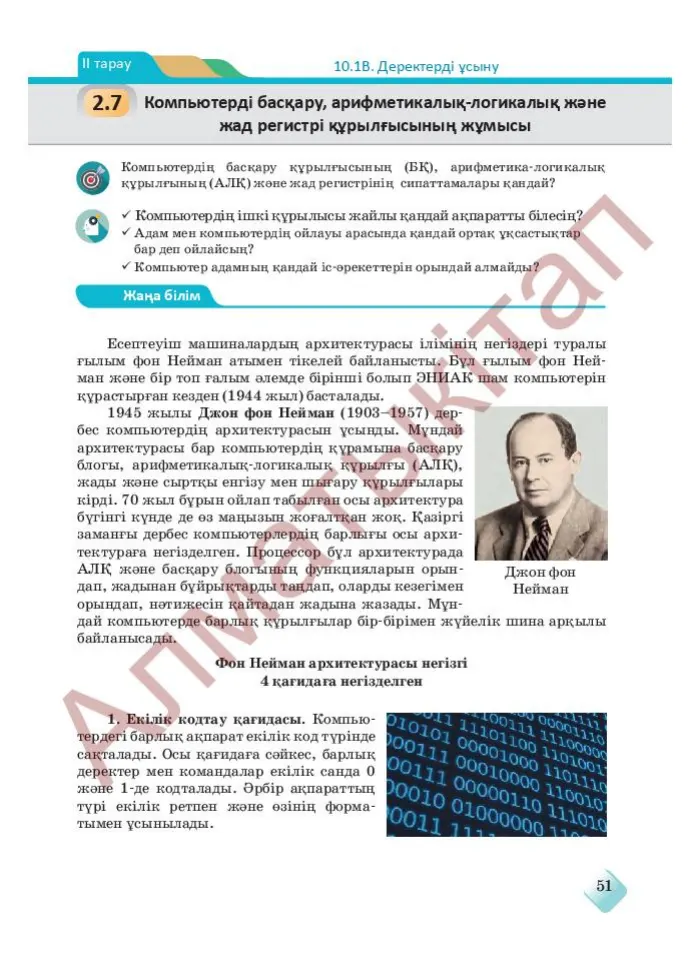 II тарау
10.1В. Деректерді ұсыну
2.7
Компьютерді басқару, арифметикалық-логикалық және
жад регистрі құрылғысының жұмысы
Компьютердің басқару құрылғысының (БҚ), арифметика-логикалық
құрылғының (АЛҚ) және жад регистрінің сипаттамалары қандай?
✓ Компьютердің ішкі құрылысы жайлы қандай ақпаратты білесің?
✓ Адам мен компьютердің ойлауы арасында қандай ортақ ұқсастықтар
бар деп ойлайсың?
✓ Компьютер адамның қандай іс-әрекеттерін орындай алмайды?
Жаңа білім
Есептеуіш машиналардың архитектурасы ілімінің негіздері туралы
ғылым фон Нейман атымен тікелей байланысты. Бұл ғылым фон Ней-
ман және бір топ ғалым әлемде бірінші болып ЭНИАК шам компьютерін
құрастырған кезден (1944 жыл) басталады.
1945 жылы Джон фон Нейман (1903–1957) дер-
бес компьютердің архитектурасын ұсынды. Мұндай
архитектурасы бар компьютердің құрамына басқару
блогы, арифметикалық-логикалық құрылғы (АЛҚ),
жады және сыртқы енгізу мен шығару құрылғылары
кірді. 70 жыл бұрын ойлап табылған осы архитектура
бүгінгі күнде де өз маңызын жоғалтқан жоқ. Қазіргі
заманғы дербес компьютерлердің барлығы осы архи-
тектураға негізделген. Процессор бұл архитектурада
АЛҚ және басқару блогының функцияларын орын-
дап, жадынан бұйрықтарды таңдап, оларды кезегімен
орындап, нәтижесін қайтадан жадына жазады. Мұн-
дай компьютерде барлық құрылғылар бір-бірімен жүйелік шина арқылы
байланысады.
Джон фон
Нейман
Фон Нейман архитектурасы негізгі
4 қағидаға негізделген
1. Екілік кодтау қағидасы. Компью-
тердегі барлық ақпарат екілік код түрінде
сақталады. Осы қағидаға сәйкес, барлық
деректер мен командалар екілік санда 0
және 1-де кодталады. Әрбір ақпараттың
түрі екілік ретпен және өзінің форма-
тымен ұсынылады.
51
Алматыкітап